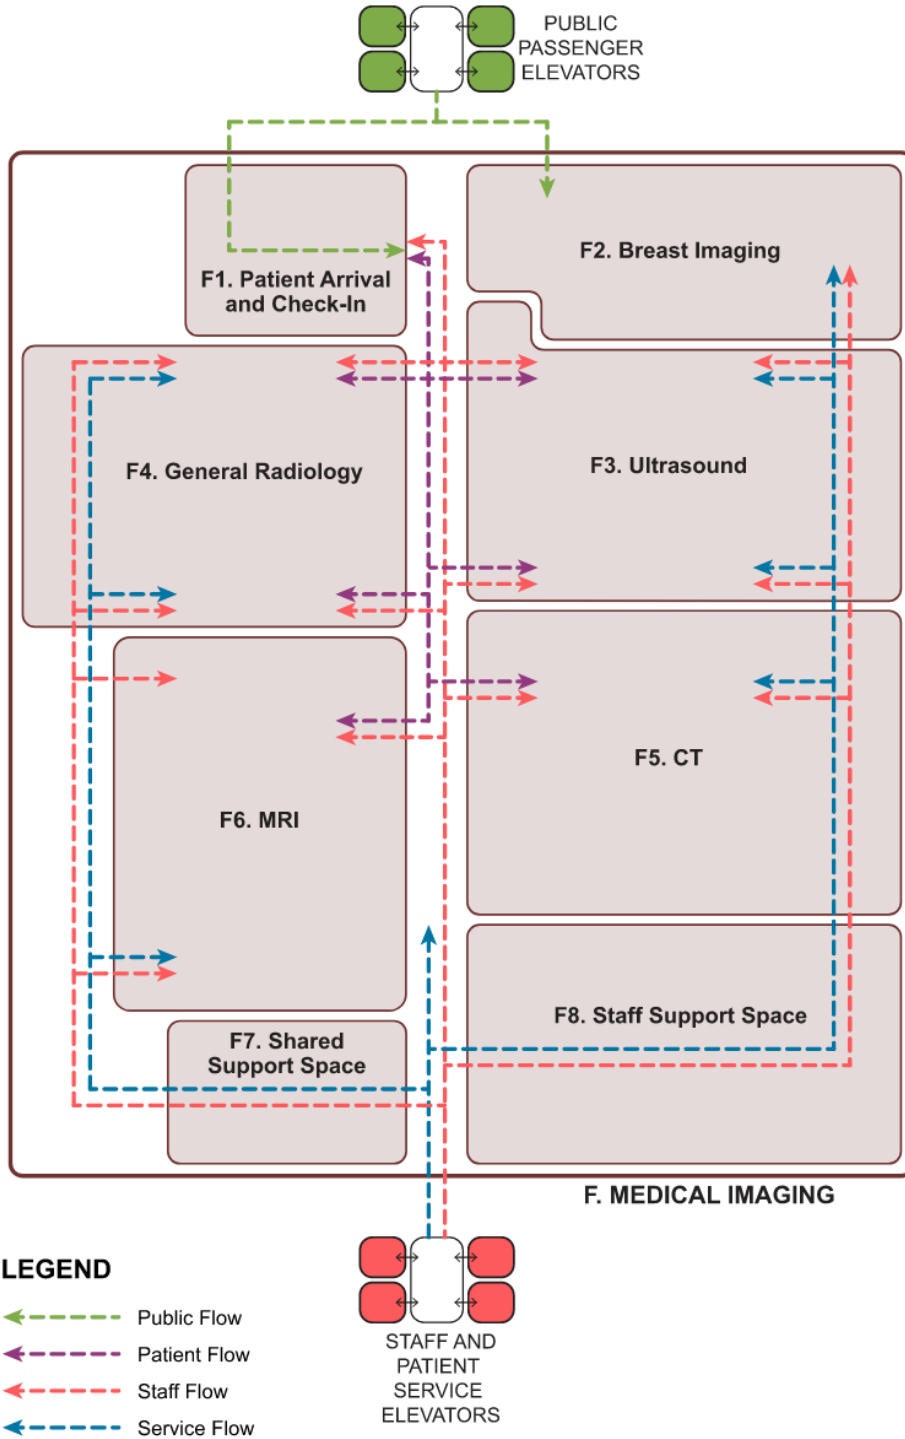 PUBLIC
PASSENGER
ELEVATORS
F1. Patient Arrival
and Check-In
F2. Breast Imaging
F4. General Radiology
F3. Ultrasound
F5. CT
F6. MRI
F7. Shared
Support Space
F8. Staff Support Space
F. MEDICAL IMAGING
LEGEND
Public Flow
Patient Flow
Staff Flow
Service Flow
STAFF AND
PATIENT
SERVICE
ELEVATORS